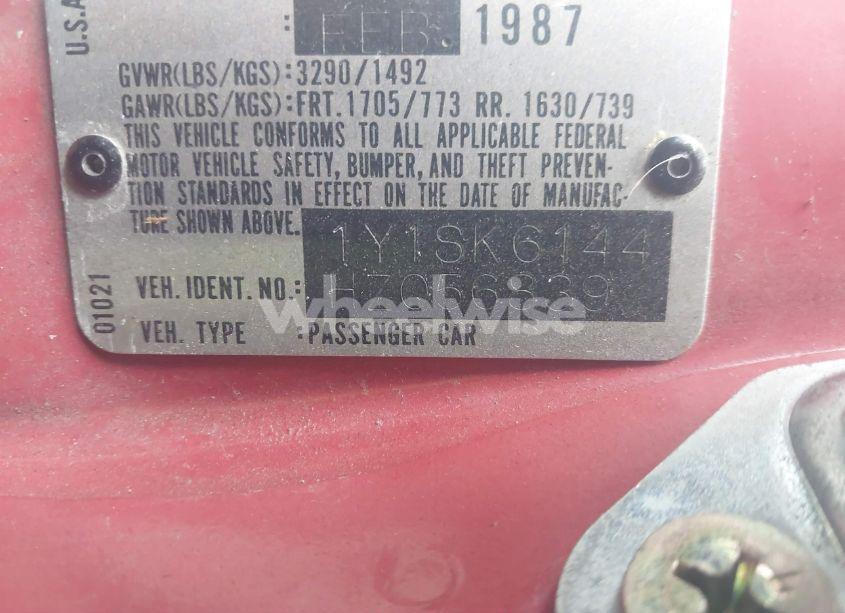 U.S.A
: FEB. 1987
GVWR(LBS/KGS):3290/1492
GAWR(LBS/KGS):FRT.1705/773 RR. 1630/739
THIS VEHICLE CONFORMS TO ALL APPLICABLE FEDERAL
MOTOR VEHICLE SAFETY, BUMPER, AND THEFT PREVEN-
TION STANDARDS IN EFFECT ON THE DATE OF MANUFAC-
TURE SHOWN ABOVE.
1Y1SK6144
VEH. IDENT. NO.: HZ056839
VEH. TYPE :PASSENGER CAR
01021
wheelwise